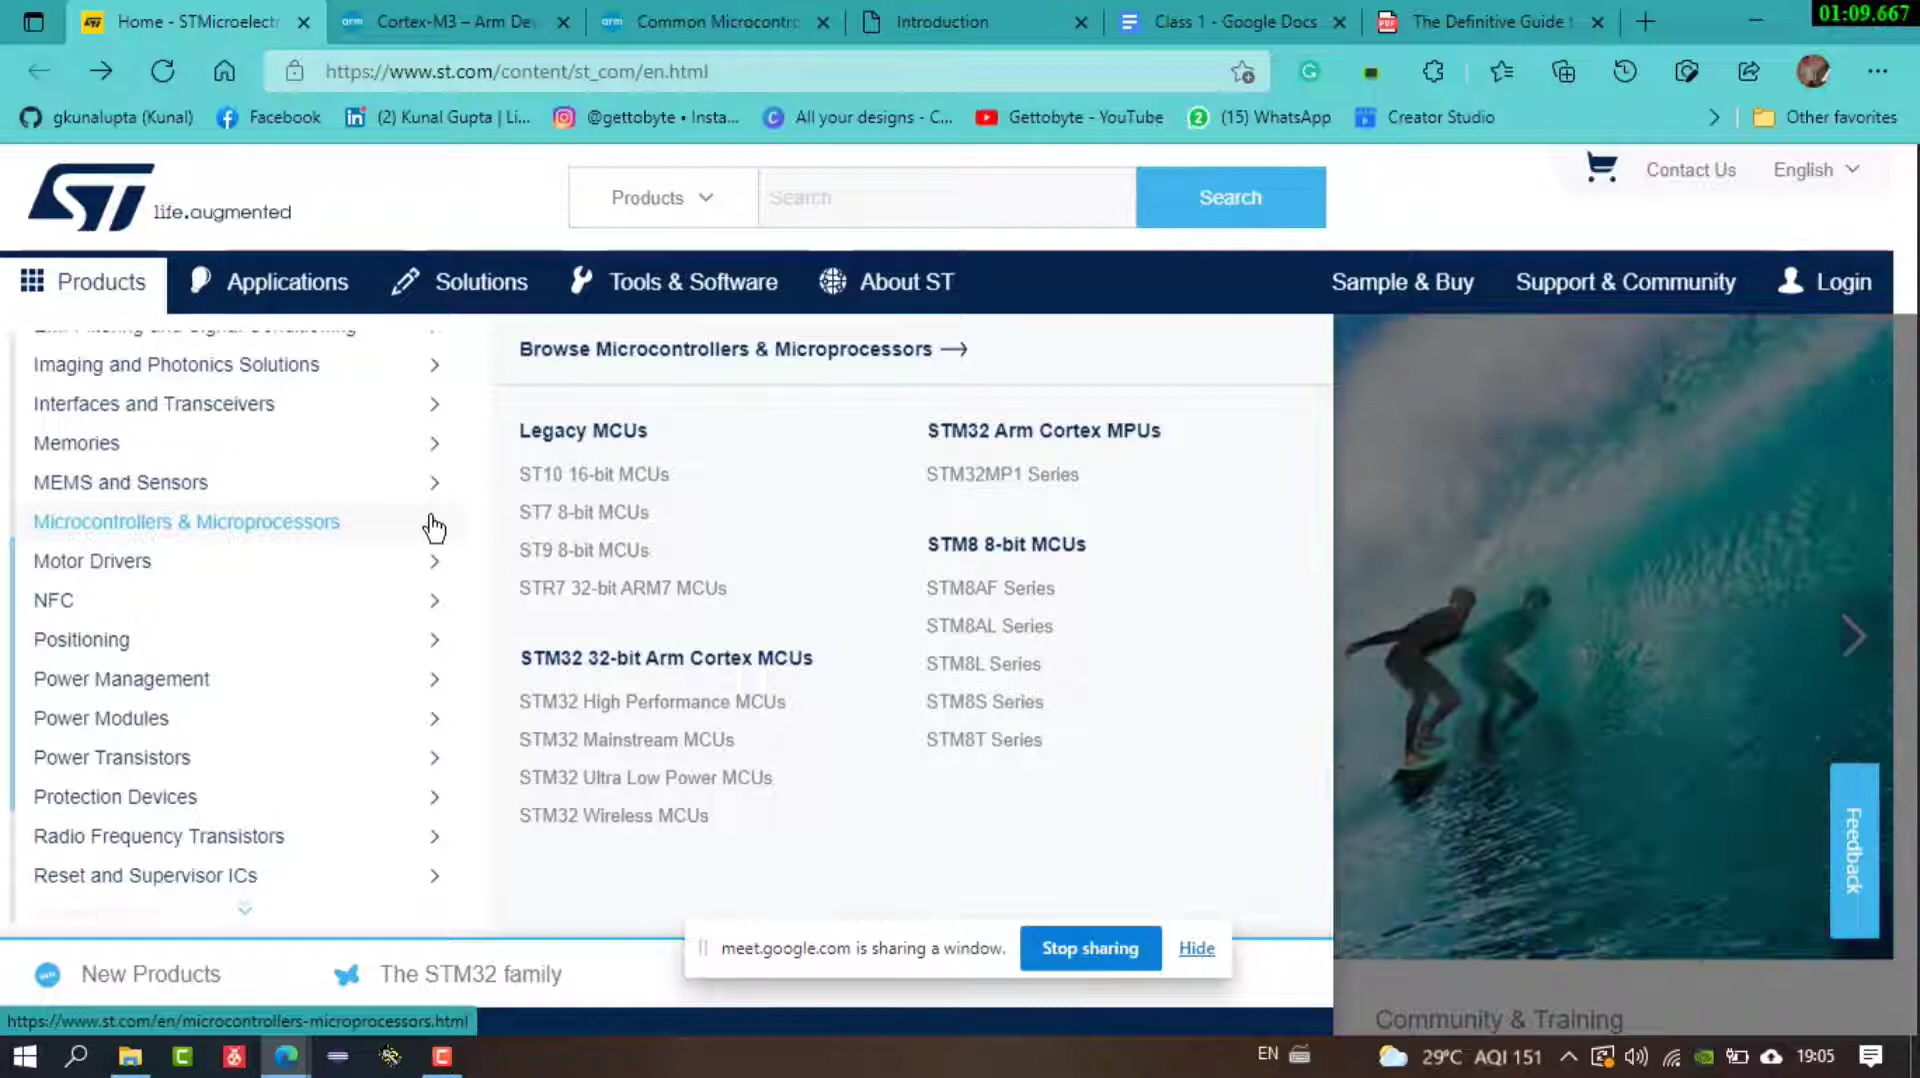 Home - STMicroelectr
Cortex-M3 – Arm De
Common Microcontro
Introduction
Class 1 - Google Docs
The Definitive Guide
01:09.667
https://www.st.com/content/st_com/en.html
gkunalupta (Kunal)
Facebook
(2) Kunal Gupta | Li...
@gettobyte • Insta...
All your designs - C...
Gettobyte - YouTube
(15) WhatsApp
Creator Studio
Other favorites
ST life.augmented
Products
Search
Search
Contact Us
English
Products
Applications
Solutions
Tools & Software
About ST
Sample & Buy
Support & Community
Login
Imaging and Photonics Solutions
Interfaces and Transceivers
Memories
MEMS and Sensors
Microcontrollers & Microprocessors
Motor Drivers
NFC
Positioning
Power Management
Power Modules
Power Transistors
Protection Devices
Radio Frequency Transistors
Reset and Supervisor ICs
Browse Microcontrollers & Microprocessors
Legacy MCUs
ST10 16-bit MCUs
ST7 8-bit MCUs
ST9 8-bit MCUs
STR7 32-bit ARM7 MCUs
STM32 32-bit Arm Cortex MCUs
STM32 High Performance MCUs
STM32 Mainstream MCUs
STM32 Ultra Low Power MCUs
STM32 Wireless MCUs
STM32 Arm Cortex MPUs
STM32MP1 Series
STM8 8-bit MCUs
STM8AF Series
STM8AL Series
STM8L Series
STM8S Series
STM8T Series
Feedback
meet.google.com is sharing a window.
Stop sharing
Hide
New Products
The STM32 family
Community & Training
https://www.st.com/en/microcontrollers-microprocessors.html
EN
29°C AQI 151
19:05